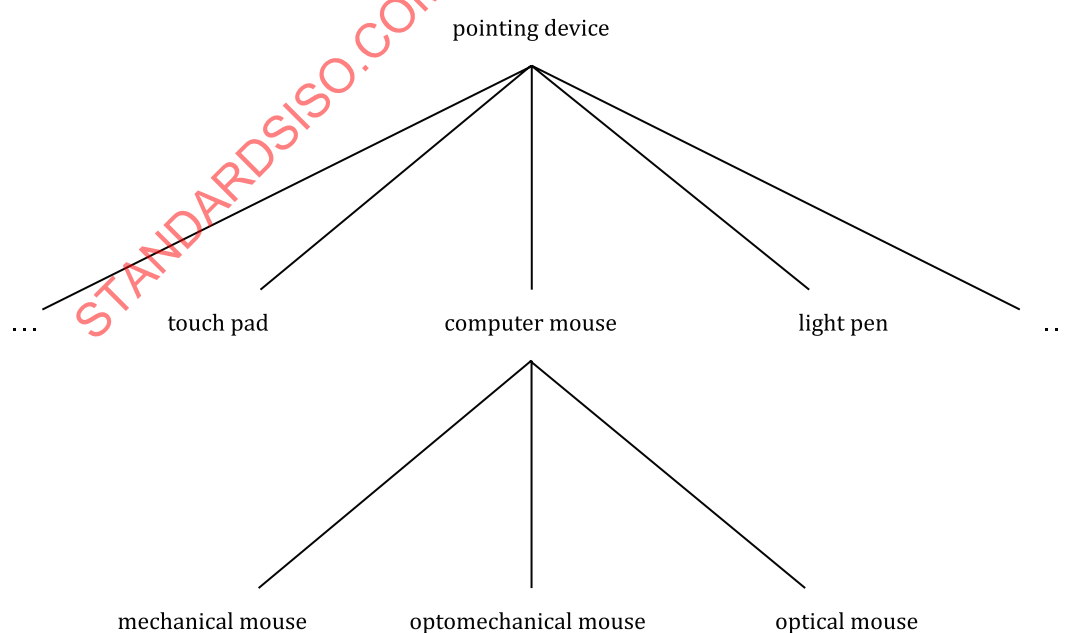 pointing device
STANDARDSISO.COM
... touch pad computer mouse light pen ..
mechanical mouse optomechanical mouse optical mouse